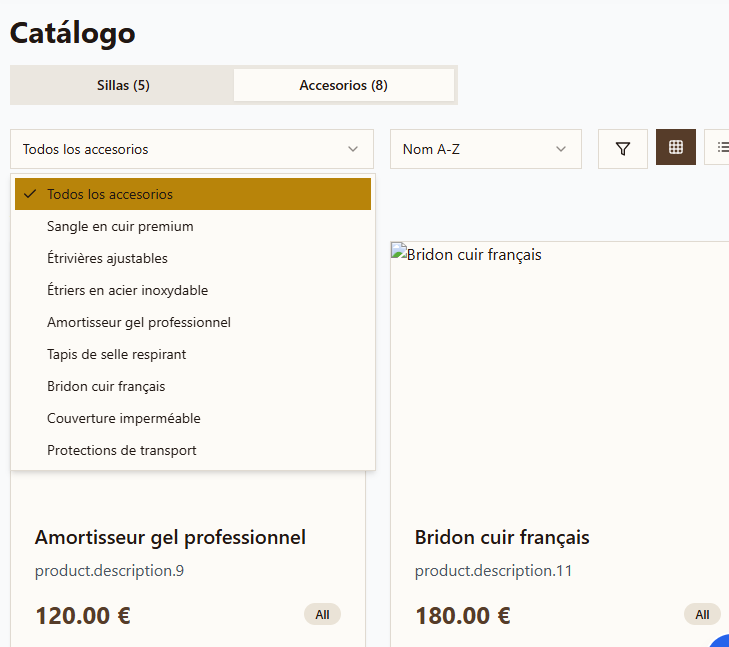 Catálogo
Sillas (5)
Accesorios (8)
Todos los accesorios
Nom A-Z
Todos los accesorios
Sangle en cuir premium
Étrivières ajustables
Étriers en acier inoxydable
Amortisseur gel professionnel
Tapis de selle respirant
Bridon cuir français
Couverture imperméable
Protections de transport
Bridon cuir français
Amortisseur gel professionnel
product.description.9
120.00 €
All
Bridon cuir français
product.description.11
180.00 €
All